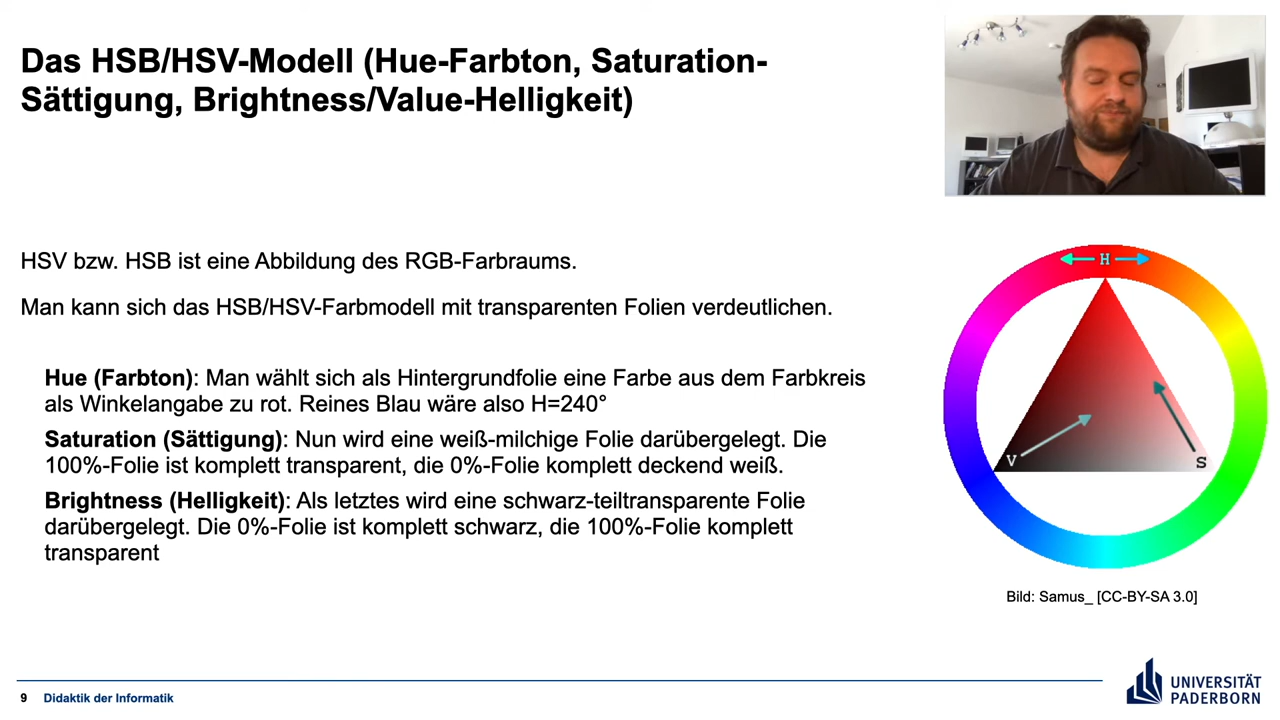 Das HSB/HSV-Modell (Hue-Farbton, Saturation-
Sättigung, Brightness/Value-Helligkeit)
HSV bzw. HSB ist eine Abbildung des RGB-Farbraums.
Man kann sich das HSB/HSV-Farbmodell mit transparenten Folien verdeutlichen.
Hue (Farbton): Man wählt sich als Hintergrundfolie eine Farbe aus dem Farbkreis
als Winkelangabe zu rot. Reines Blau wäre also H=240°
Saturation (Sättigung): Nun wird eine weiß-milchige Folie darübergelegt. Die
100%-Folie ist komplett transparent, die 0%-Folie komplett deckend weiß.
Brightness (Helligkeit): Als letztes wird eine schwarz-teiltransparente Folie
darübergelegt. Die 0%-Folie ist komplett schwarz, die 100%-Folie komplett
transparent
H
V
S
Bild: Samus_ [CC-BY-SA 3.0]
9 Didaktik der Informatik
UNIVERSITÄT
PADERBORN